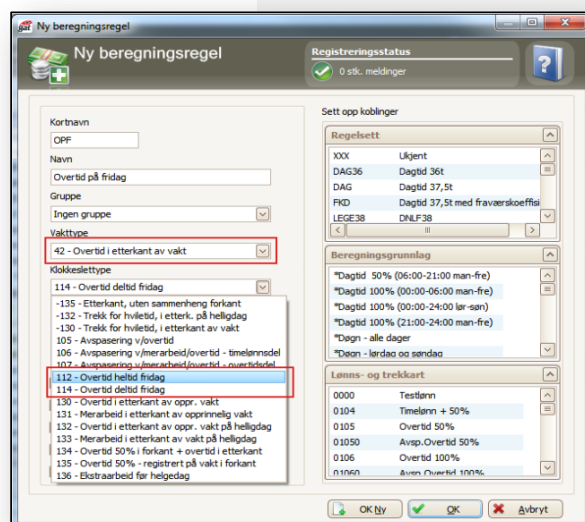 gat Ny beregningsregel
Ny beregningsregel
Registreringsstatus
0 stk. meldinger
?
Kortnavn
OPF
Navn
Overtid på fridag
Gruppe
Ingen gruppe
Vakttype
42 - Overtid i etterkant av vakt
Klokkeslettype
114 - Overtid deltid fridag
-135 - Etterkant, uten sammenheng forkant
-132 - Trekk for hviletid, i etterk. på helligdag
-130 - Trekk for hviletid, i etterkant av vakt
105 - Avspasering v/overtid
106 - Avspasering v/merarbeid/overtid - timelønnsdel
107 - Avspasering v/merarbeid/overtid - overtidsdel
112 - Overtid heltid fridag
114 - Overtid deltid fridag
130 - Overtid i etterkant av oppr. vakt
131 - Merarbeid i etterkant av opprinnelig vakt
132 - Overtid i etterkant av oppr. vakt på helligdag
133 - Merarbeid i etterkant av vakt på helligdag
134 - Overtid 50% i forkant + overtid i etterkant
135 - Overtid 50% - registrert på vakt i forkant
136 - Ekstraarbeid før helgedag
Sett opp koblinger
Regelsett
XXX Ukjent
DAG36 Dagtid 36t
DAG Dagtid 37,5t
FKD Dagtid 37,5t med fraværskoeffisi
LEGE38 DNLF38
Beregningsgrunnlag
*Dagtid 50% (06:00-21:00 man-fre)
*Dagtid 100% (00:00-06:00 man-fre)
*Dagtid 100% (00:00-24:00 lør-søn)
*Dagtid 100% (21:00-24:00 man-fre)
*Døgn - alle dager
*Døgn - lørdag og søndag
Lønns- og trekkart
0000 Testlønn
0104 Timelønn + 50%
0105 Overtid 50%
01050 Avsp.Overtid 50%
0106 Overtid 100%
01060 Avsp.Overtid 100%
OK Ny
OK
Avbryt